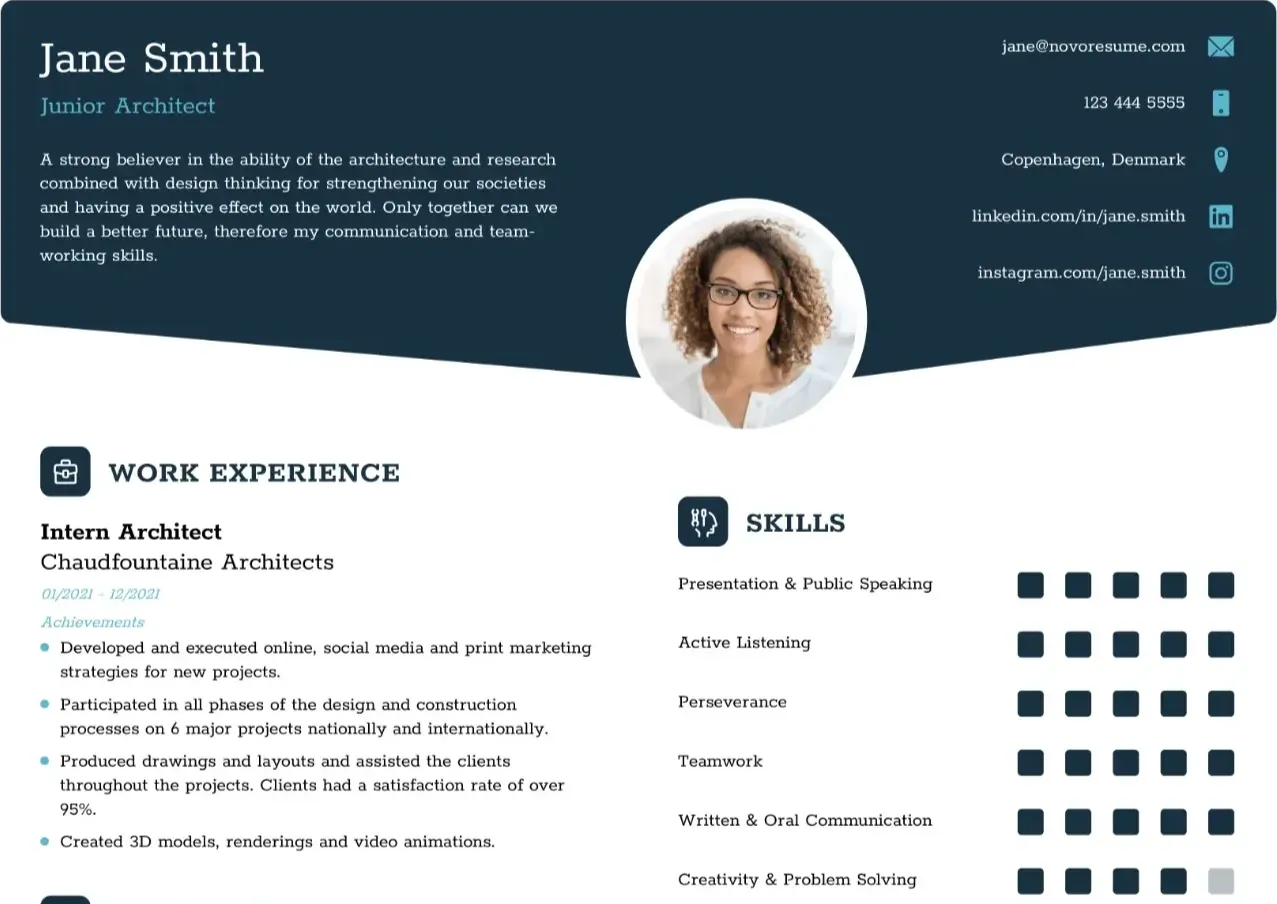 Jane Smith
Junior Architect
A strong believer in the ability of the architecture and research
combined with design thinking for strengthening our societies
and having a positive effect on the world. Only together can we
build a better future, therefore my communication and team-
working skills.
jane@novoresume.com
123 444 5555
Copenhagen, Denmark
linkedin.com/in/jane.smith
in
instagram.com/jane.smith
WORK EXPERIENCE
Intern Architect
Chaudfountaine Architects
01/2021 - 12/2021
Achievements
Developed and executed online, social media and print marketing
strategies for new projects.
Participated in all phases of the design and construction
processes on 6 major projects nationally and internationally.
Produced drawings and layouts and assisted the clients
throughout the projects. Clients had a satisfaction rate of over
95%.
Created 3D models, renderings and video animations.
SKILLS
Presentation & Public Speaking
Active Listening
Perseverance
Teamwork
Written & Oral Communication
Creativity & Problem Solving